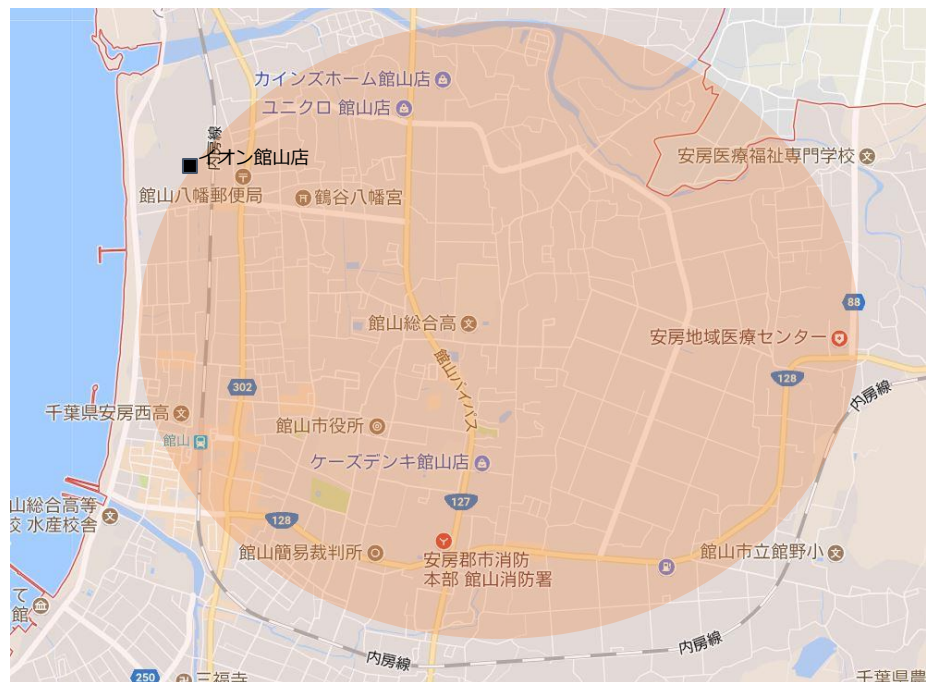 カインズホーム館山店
ユニクロ 館山店
内房線
イオン館山店
安房医療福祉専門学校
館山八幡郵便局
鶴谷八幡宮
88
館山総合高
安房地域医療センター
館山バイパス
128
302
内房線
千葉県安房西高
館山市役所
館山
ケーズデンキ館山店
127
山総合高等
校 水産校舎
128
館山簡易裁判所
安房郡市消防
本部 館山消防署
館山市立館野小
て
館
内房線
内房線
250
三福寺
千葉県農